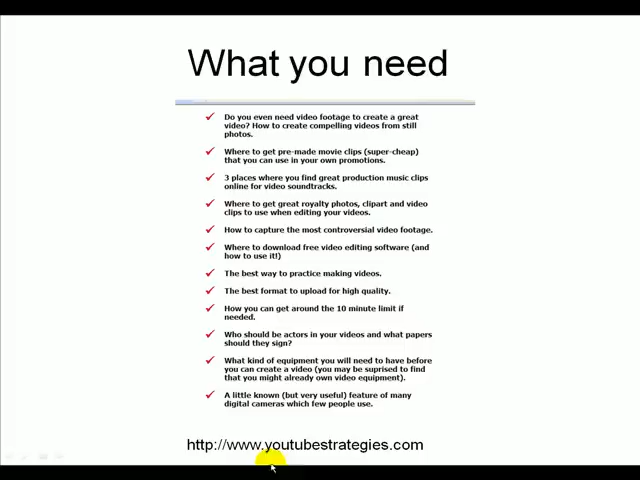 What you need
Do you even need video footage to create a great
video? How to create compelling videos from still
photos.
Where to get pre-made movie clips (super-cheap)
that you can use in your own promotions.
3 places where you find great production music clips
online for video soundtracks.
Where to get great royalty photos, clipart and video
clips to use when editing your videos.
How to capture the most controversial video footage.
Where to download free video editing software (and
how to use it!)
The best way to practice making videos.
The best format to upload for high quality.
How you can get around the 10 minute limit if
needed.
Who should be actors in your videos and what papers
should they sign?
What kind of equipment you will need to have before
you can create a video (you may be suprised to find
that you might already own video equipment).
A little known (but very useful) feature of many
digital cameras which few people use.
http://www.youtubestrategies.com